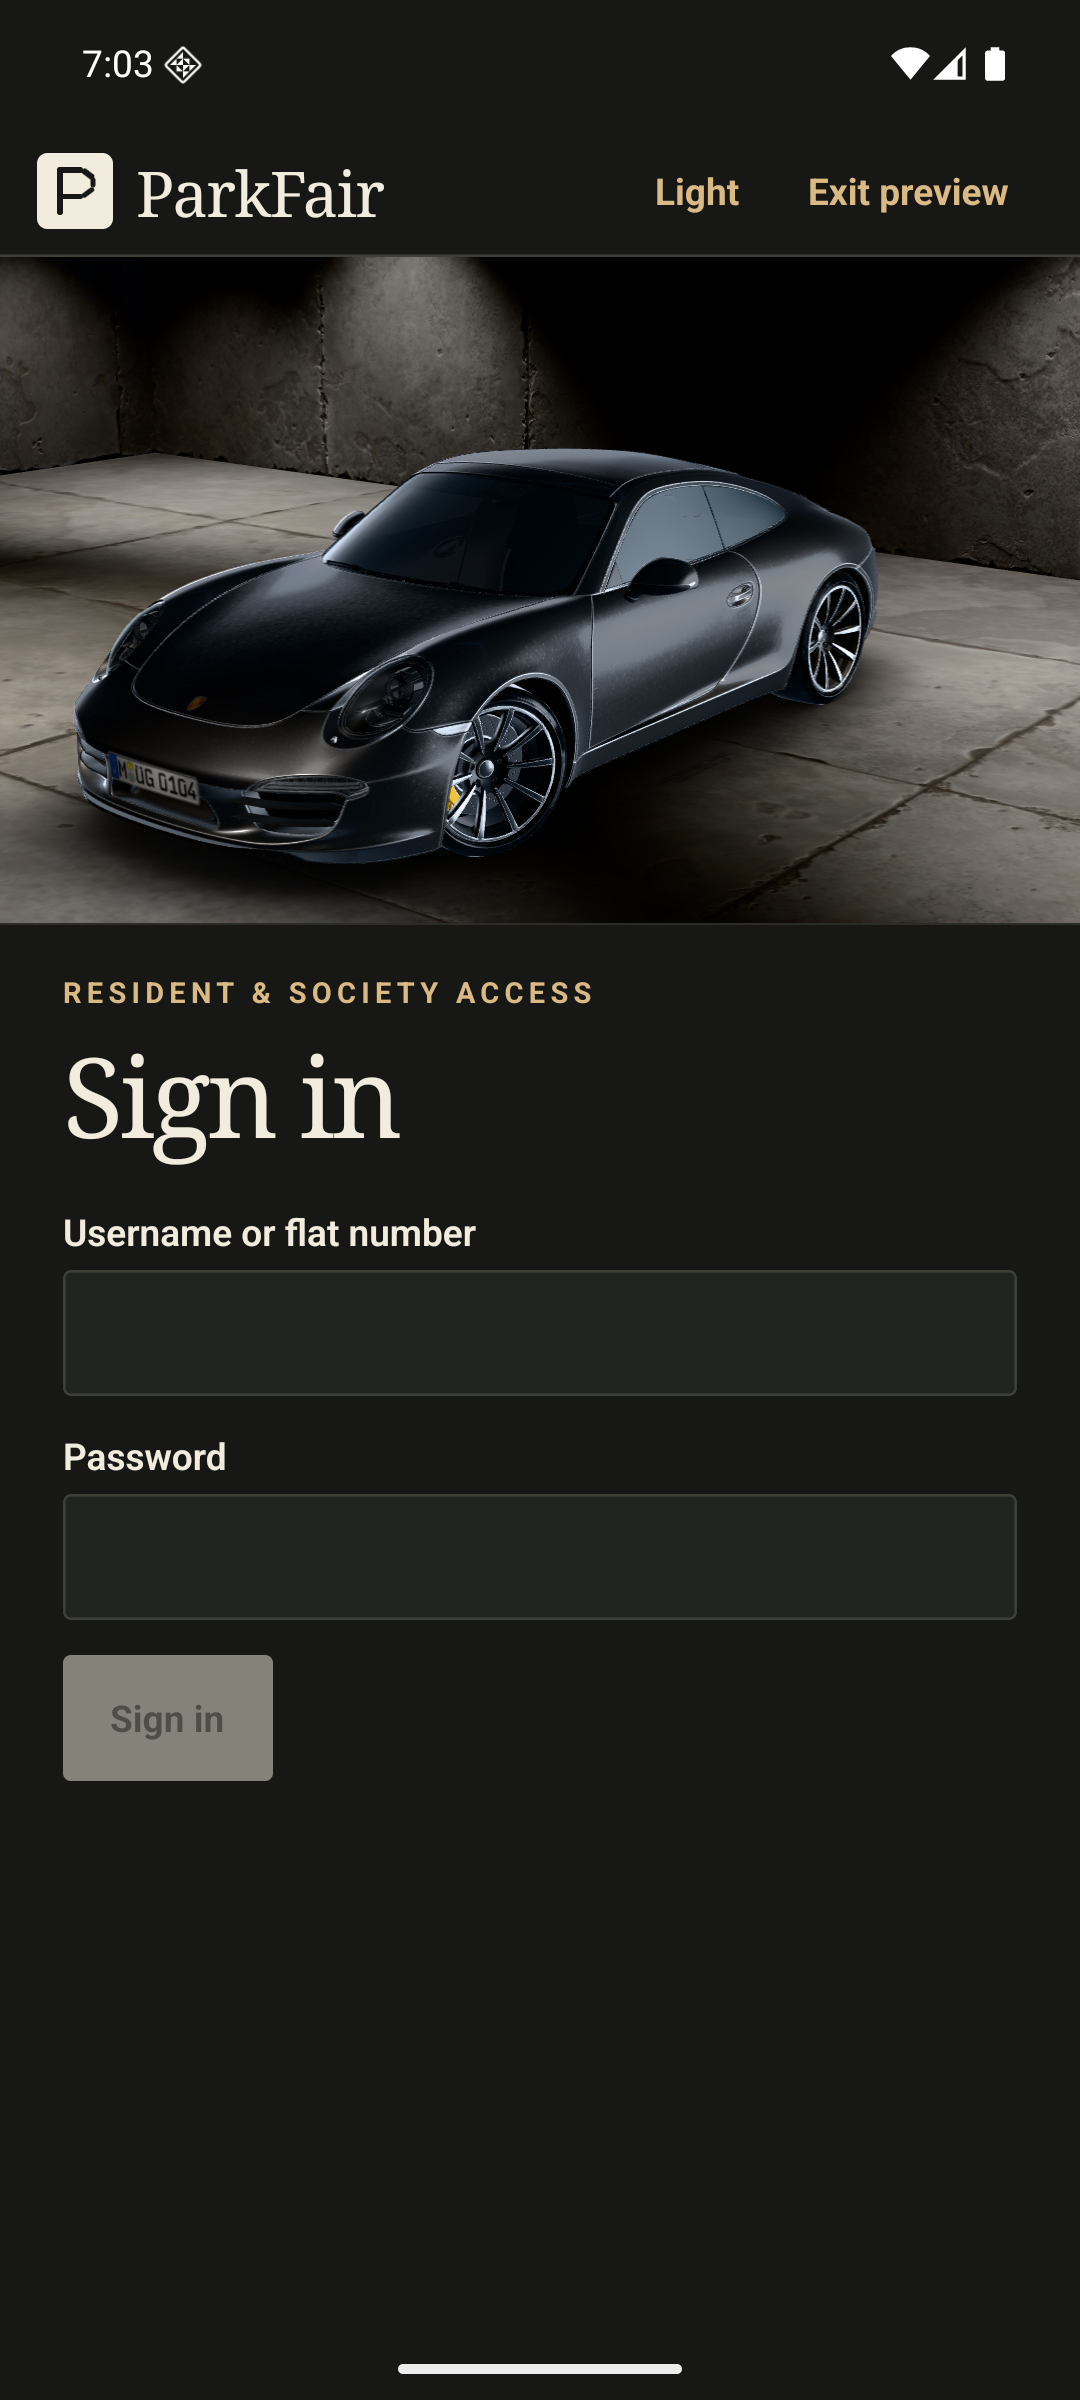 7:03
P ParkFair
Light
Exit preview
M UG 0104
RESIDENT & SOCIETY ACCESS
Sign in
Username or flat number
Password
Sign in